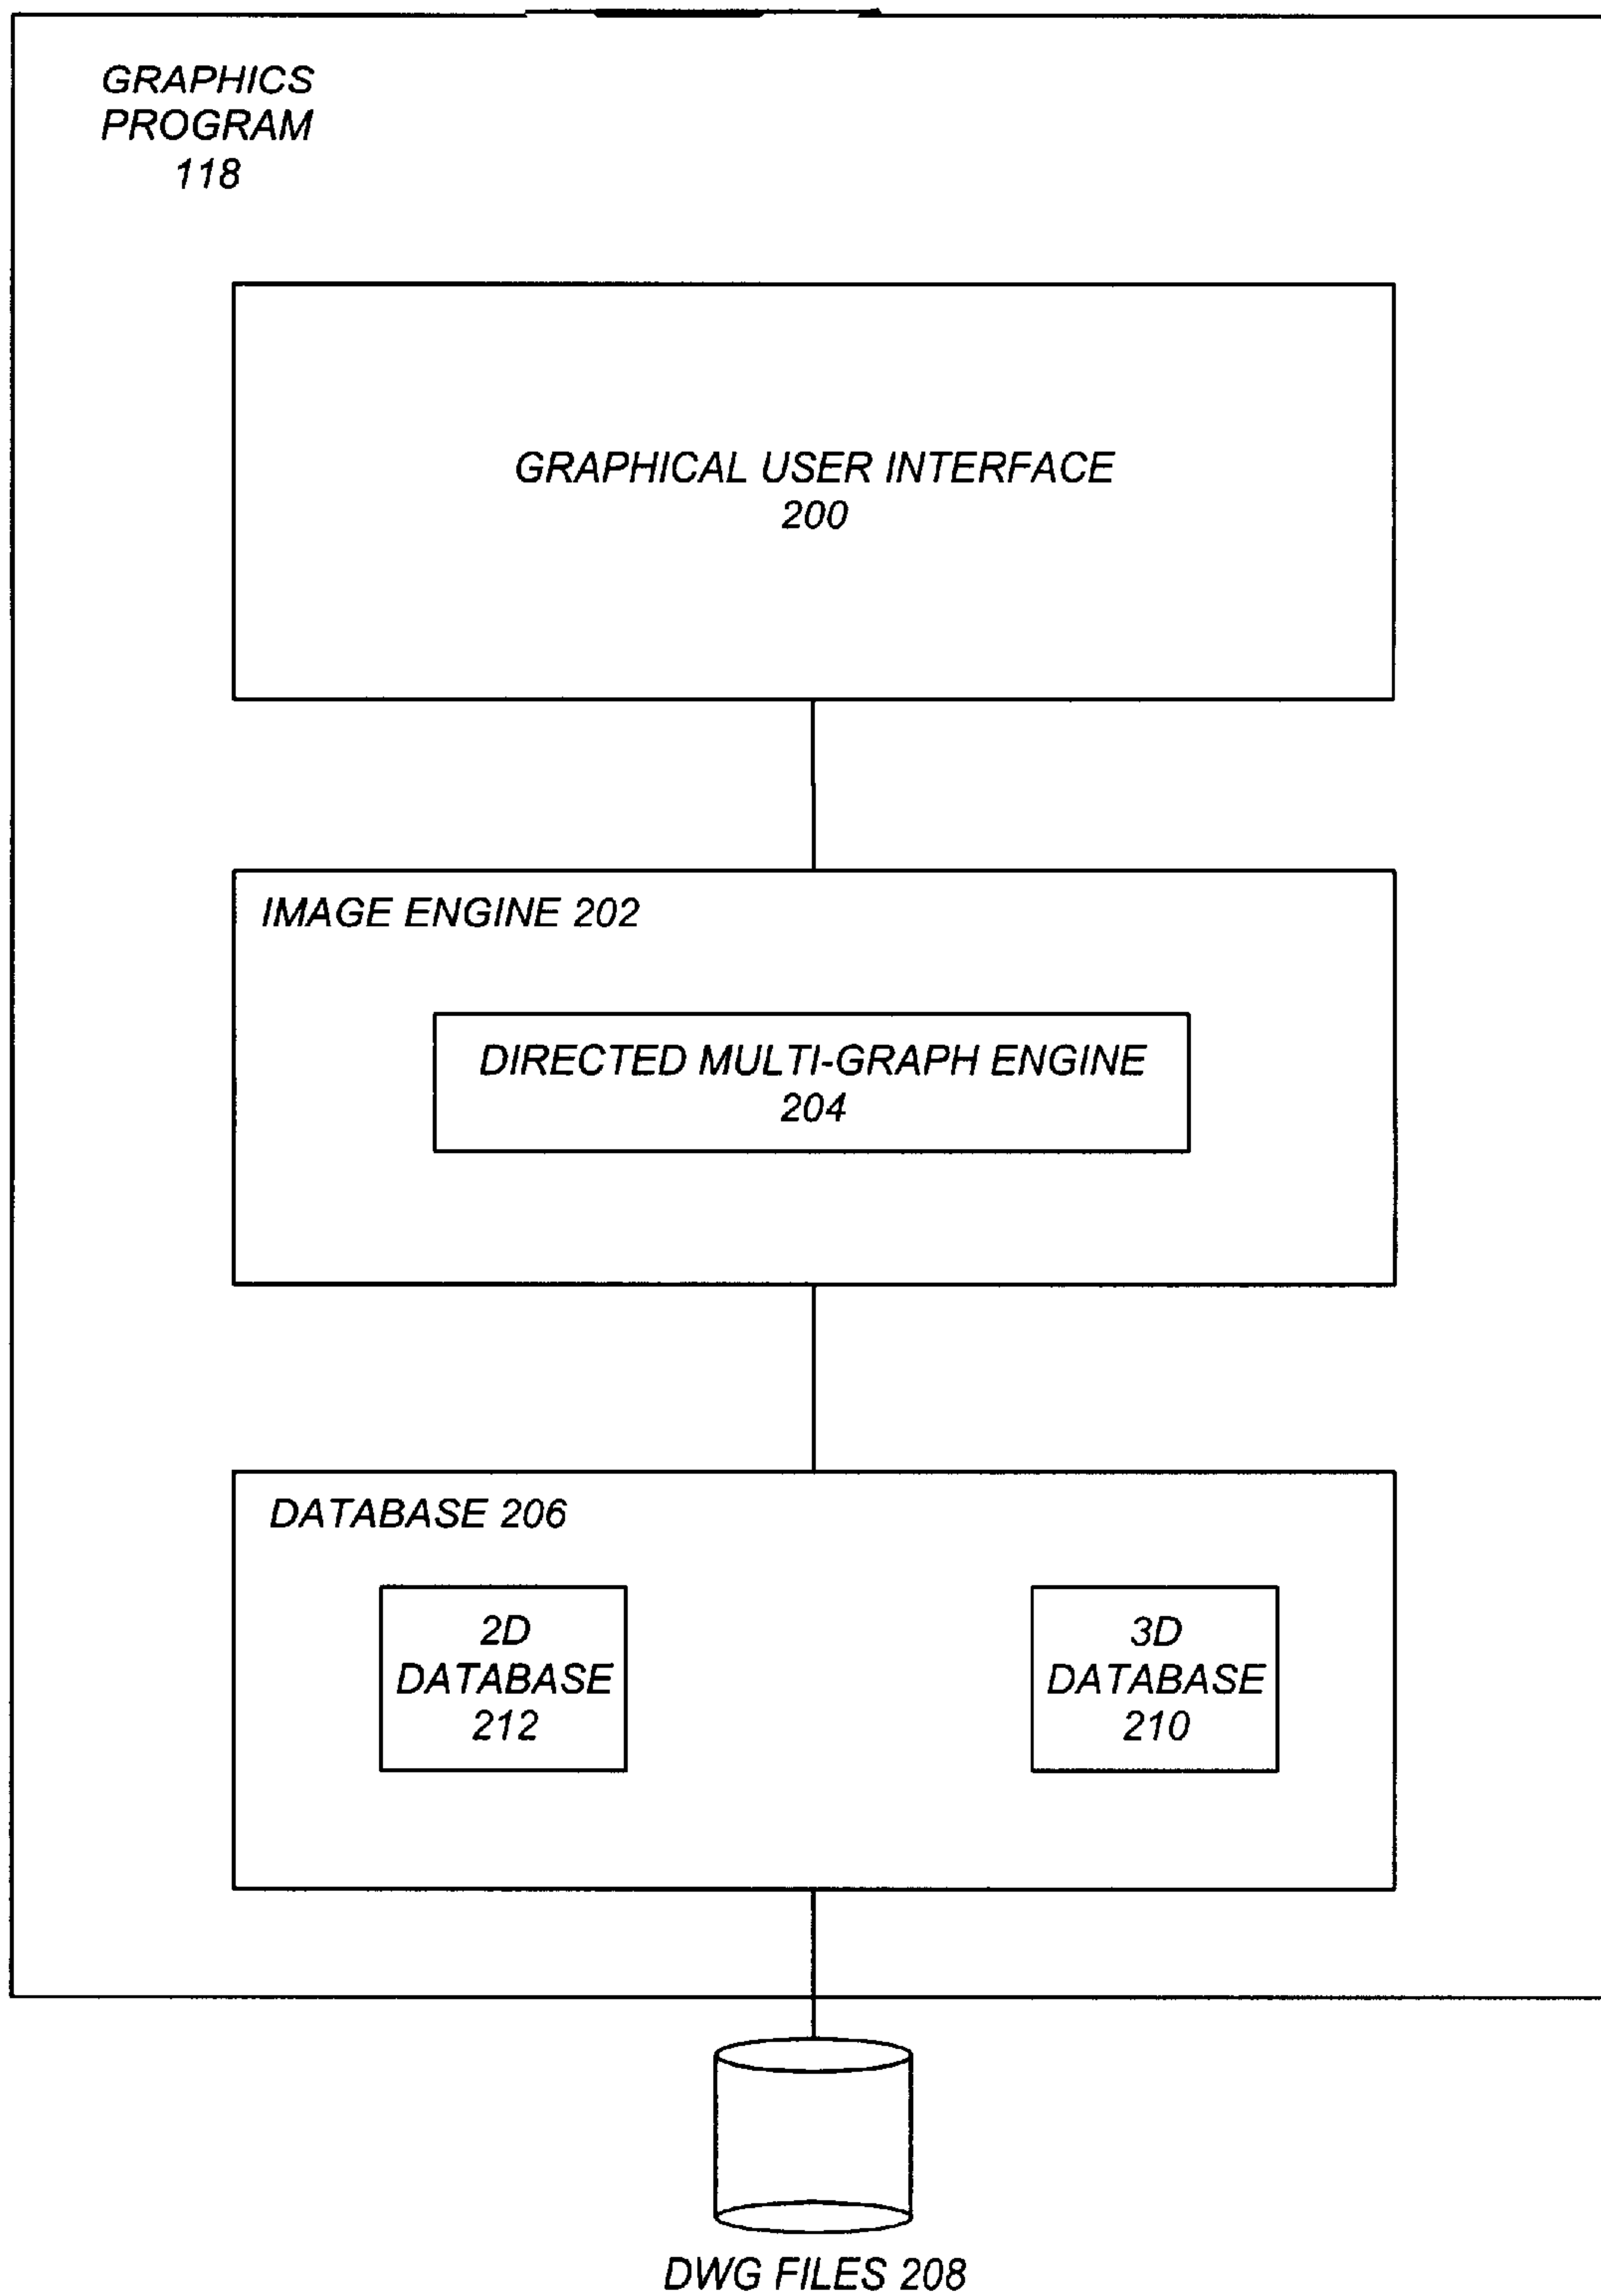 GRAPHICS
PROGRAM
118
GRAPHICAL USER INTERFACE
200
IMAGE ENGINE 202
DIRECTED MULTI-GRAPH ENGINE
204
DATABASE 206
2D
DATABASE
212
3D
DATABASE
210
DWG FILES 208